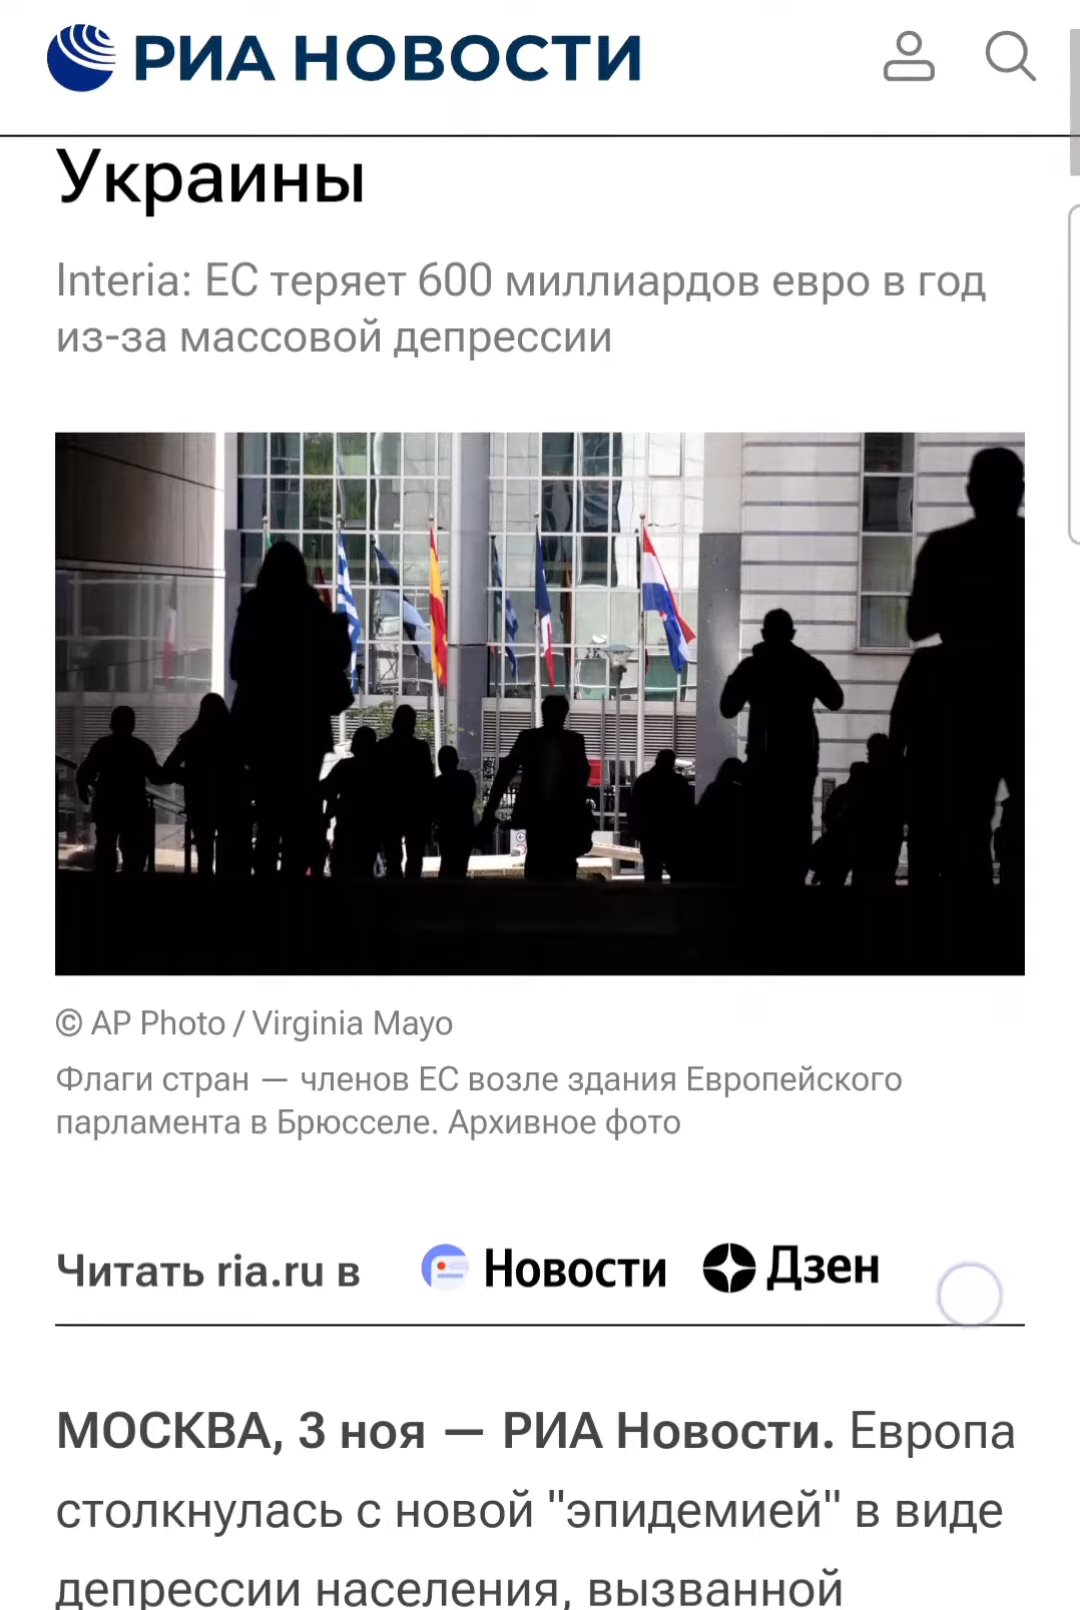 РИА НОВОСТИ
Украины
Interia: ЕС теряет 600 миллиардов евро в год
из-за массовой депрессии
© AP Photo / Virginia Mayo
Флаги стран — членов ЕС возле здания Европейского
парламента в Брюсселе. Архивное фото
Читать ria.ru в Новости Дзен
МОСКВА, 3 ноя — РИА Новости. Европа
столкнулась с новой "эпидемией" в виде
депрессии населения, вызванной